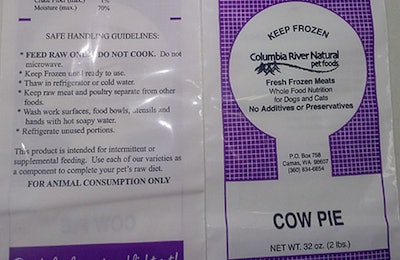 Crude Fiber (max.) 1%
Moisture (max.) 70%
SAFE HANDLING GUIDELINES:
* FEED RAW ONLY. DO NOT COOK. Do not
microwave.
* Keep Frozen until ready to use.
* Thaw in refrigerator or cold water.
* Keep raw meat and poultry separate from other
foods.
* Wash work surfaces, food bowls, utensils and
hands with hot soapy water.
* Refrigerate unused portions.
This product is intended for intermittent or
supplemental feeding. Use each of our varieties as
a component to complete your pet's raw diet.
FOR ANIMAL CONSUMPTION ONLY
KEEP FROZEN
Columbia River Natural
pet foods
Fresh Frozen Meats
Whole Food Nutrition
for Dogs and Cats
No Additives or Preservatives
P.O. Box 758
Camas, WA 98607
(360) 834-6854
COW PIE
NET WT. 32 oz. (2 lbs.)